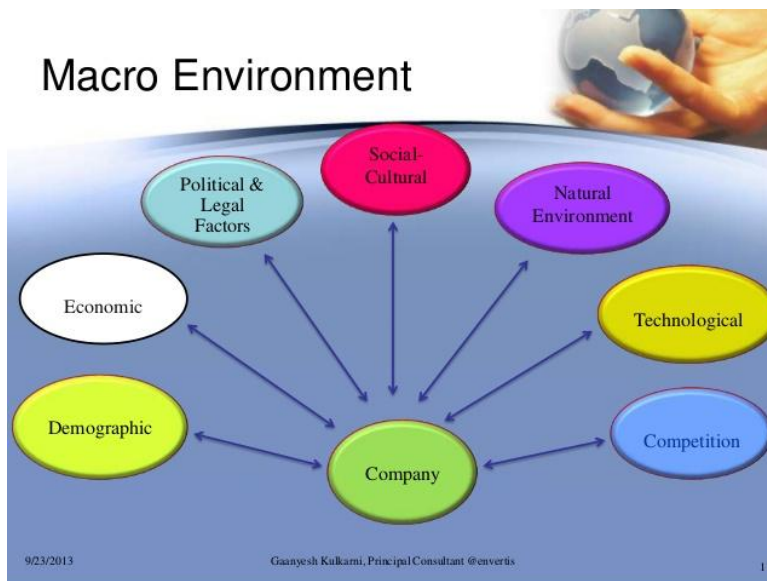 Macro Environment
Social-
Cultural
Political &
Legal
Factors
Natural
Environment
Economic
Technological
Demographic
Competition
Company
9/23/2013
Gaanyesh Kulkarni, Principal Consultant @envertis
1